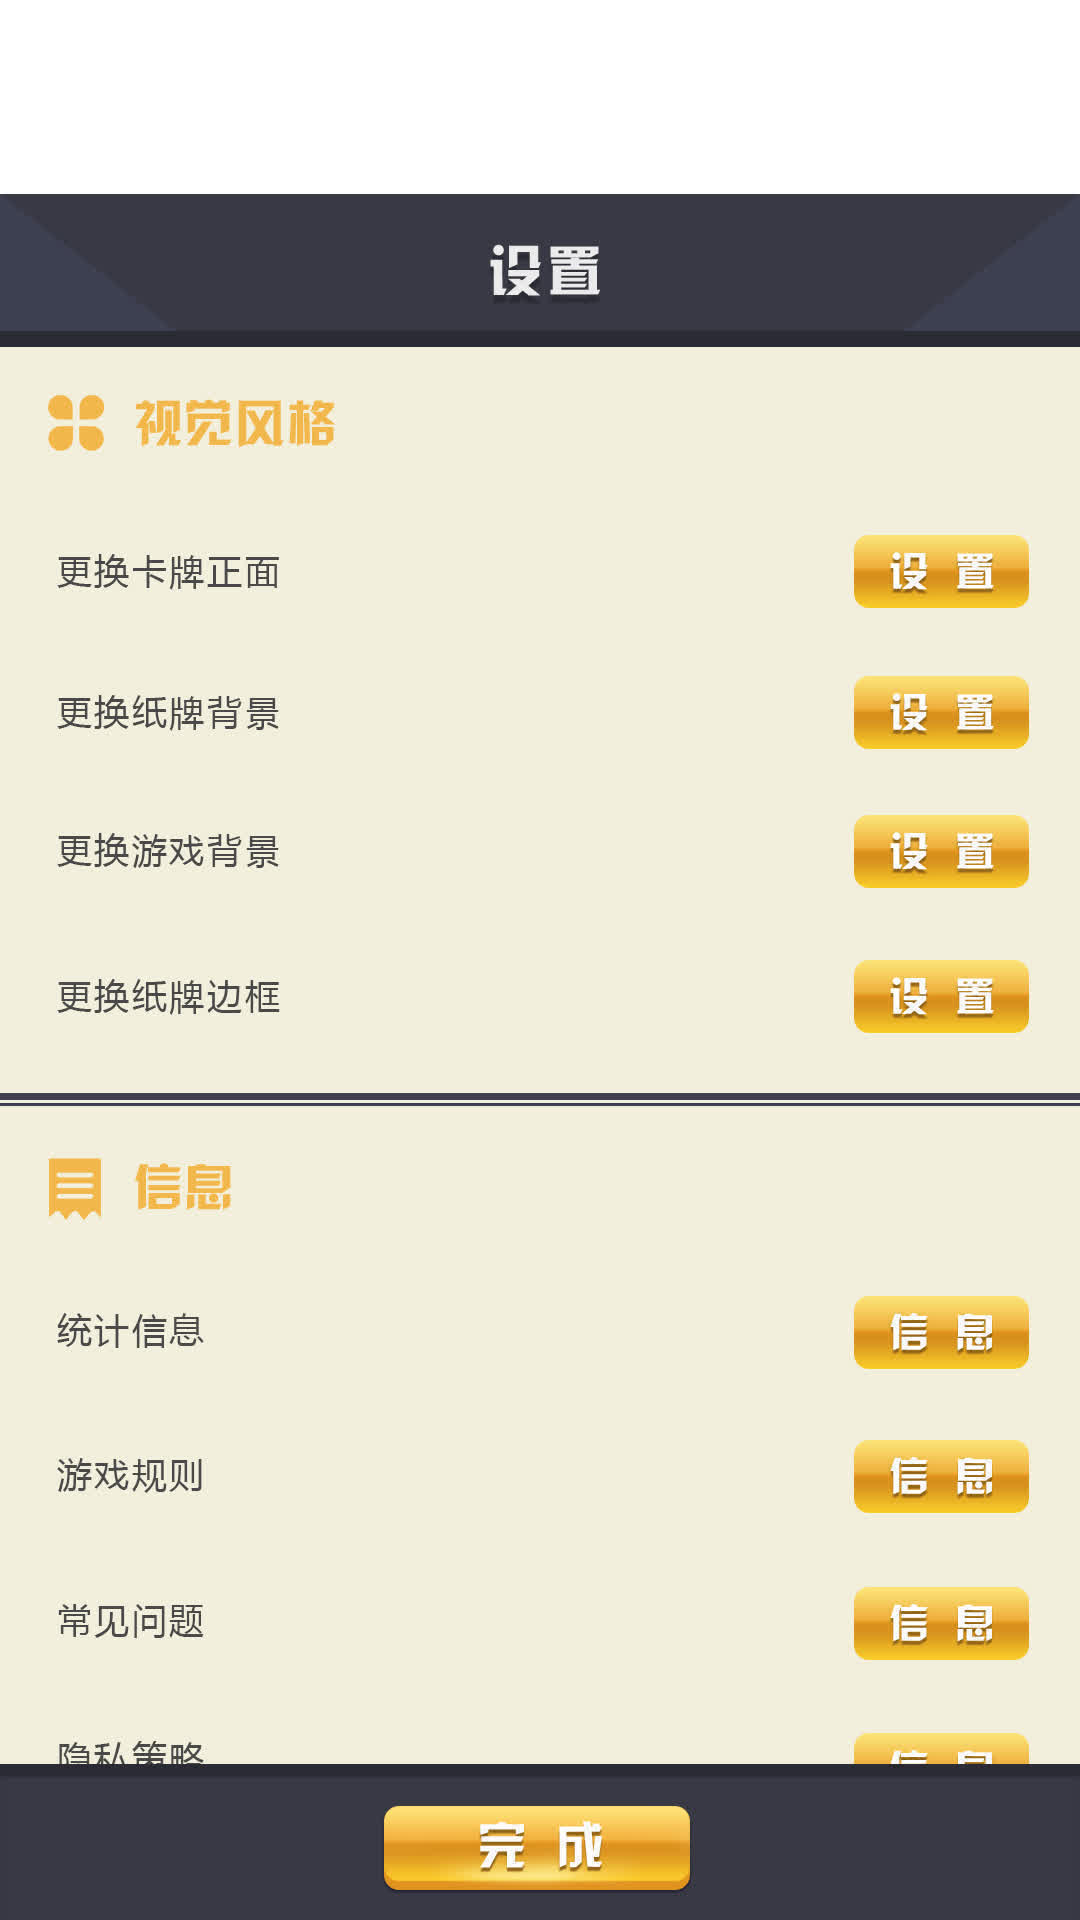 设置
视觉风格
更换卡牌正面 设 置
更换纸牌背景 设 置
更换游戏背景 设 置
更换纸牌边框 设 置
信息
统计信息 信 息
游戏规则 信 息
常见问题 信 息
隐私策略 信 息
完 成